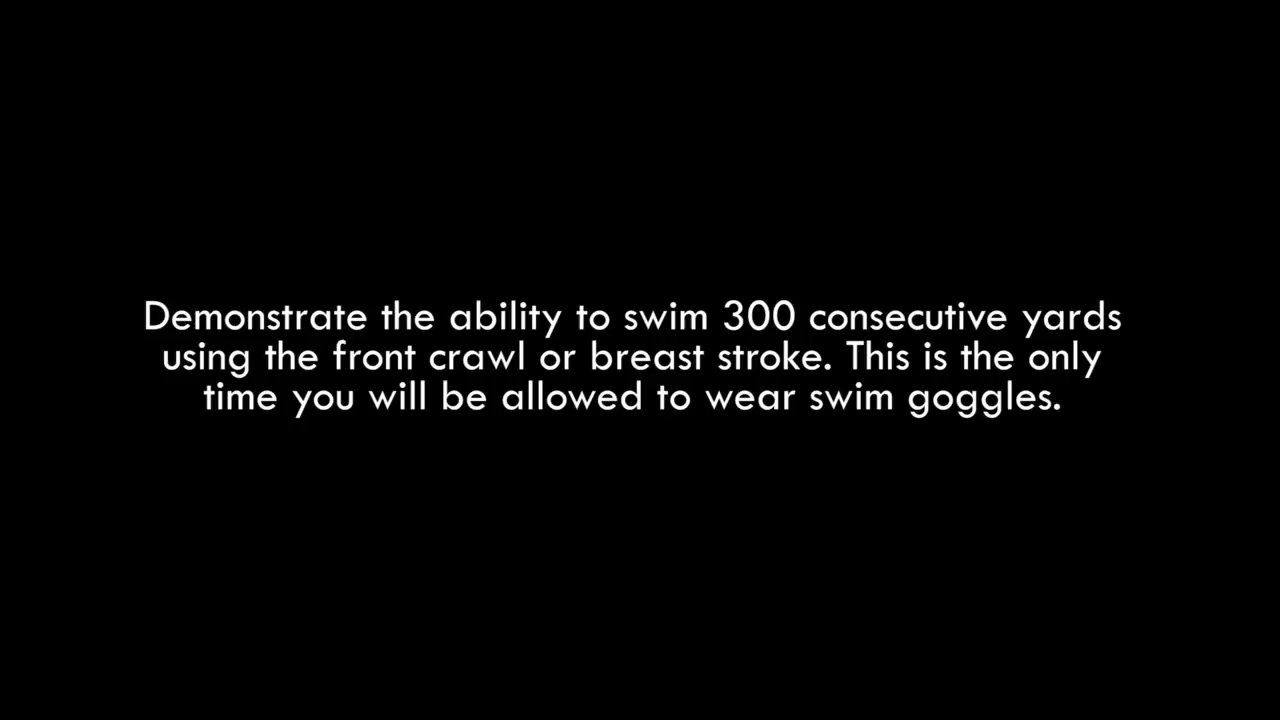 Demonstrate the ability to swim 300 consecutive yards
using the front crawl or breast stroke. This is the only
time you will be allowed to wear swim goggles.